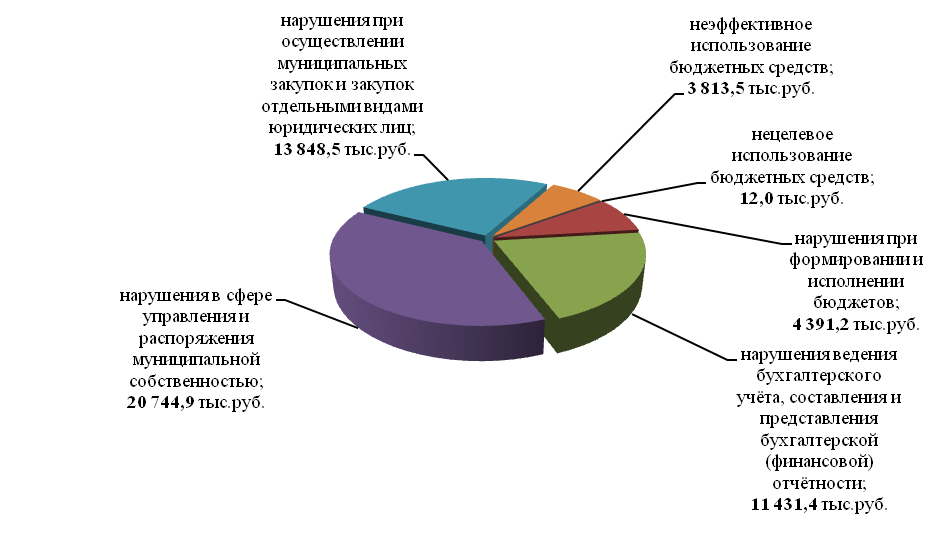 нарушения при
осуществлении
муниципальных
закупок и закупок
отдельными видами
юридических лиц;
13 848,5 тыс.руб.
неэффективное
использование
бюджетных средств;
3 813,5 тыс.руб.
нецелевое
использование
бюджетных средств;
12,0 тыс.руб.
нарушения при
формировании и
исполнении
бюджетов;
4 391,2 тыс.руб.
нарушения ведения
бухгалтерского
учёта, составления и
представления
бухгалтерской
(финансовой)
отчётности;
11 431,4 тыс.руб.
нарушения в сфере
управления и
распоряжения
муниципальной
собственностью;
20 744,9 тыс.руб.